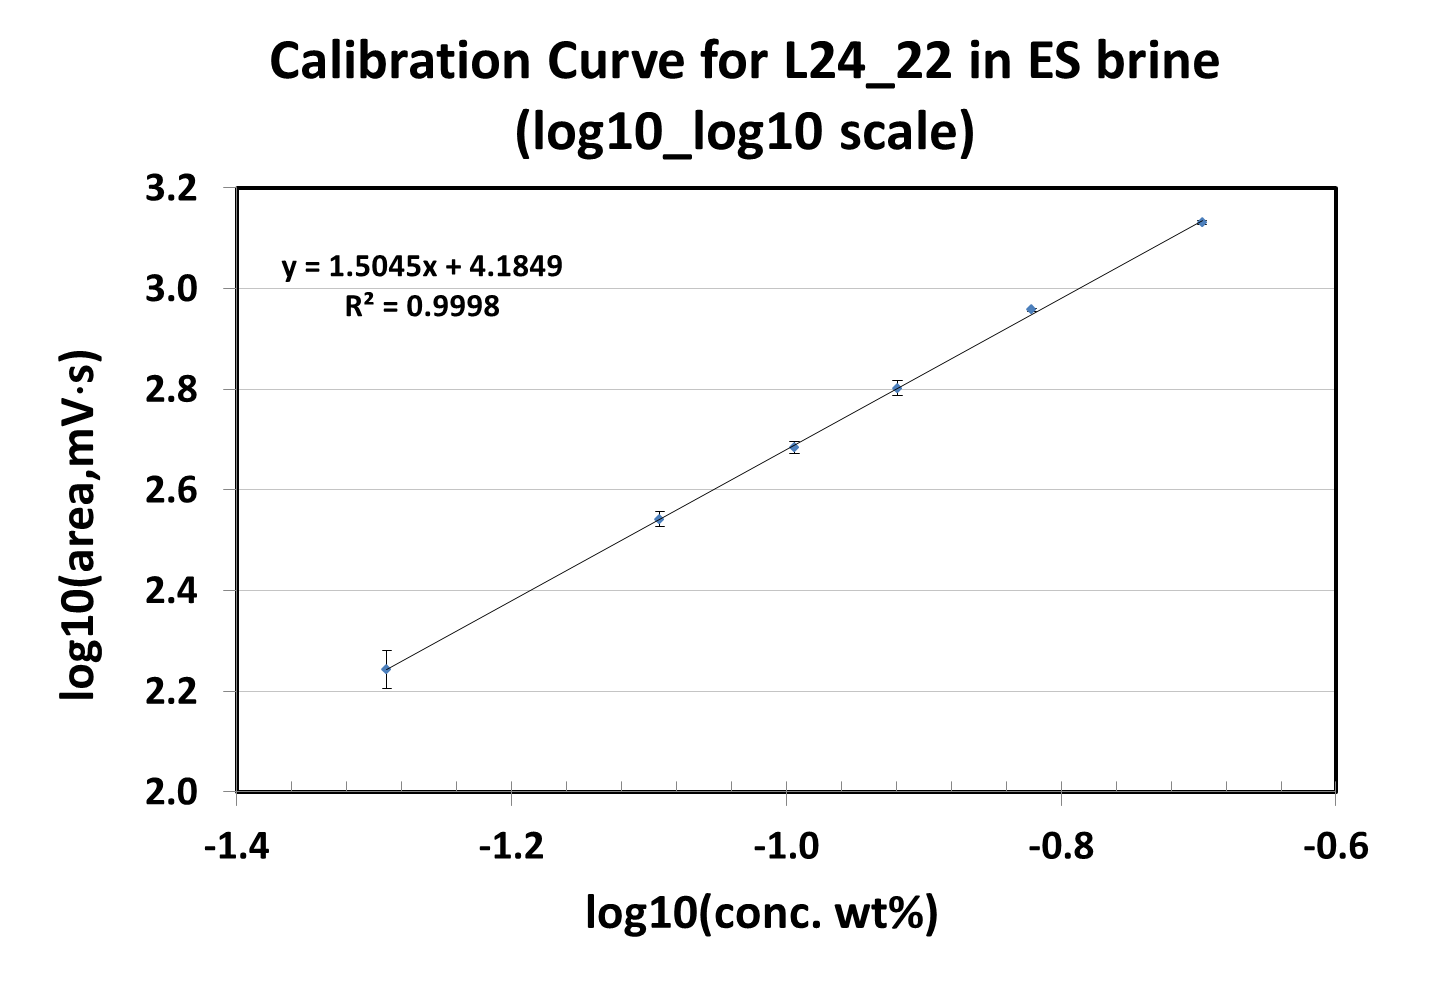 Calibration Curve for L24_22 in ES brine
(log10_log10 scale)
3.2
y = 1.5045x + 4.1849
R² = 0.9998
3.0
2.8
2.6
2.4
2.2
2.0
log10(area,mV·s)
-1.4 -1.2 -1.0 -0.8 -0.6
log10(conc. wt%)